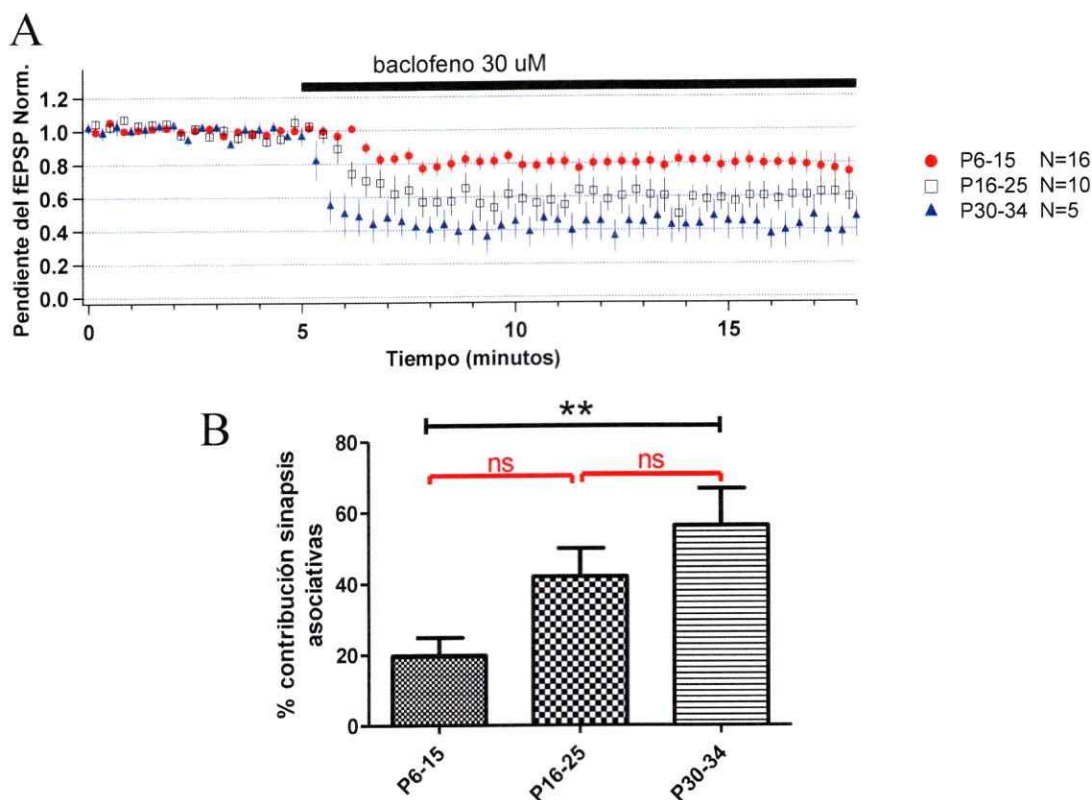 A
baclofeno 30 uM
Pendiente del fEPSP Norm.
1.2
1.0
0.8
0.6
0.4
0.2
0.0
0
5
10
15
Tiempo (minutos)
P6-15 N=16
P16-25 N=10
P30-34 N=5
B
**
ns
ns
% contribución sinapsis
asociativas
80
60
40
20
0
P6-15
P16-25
P30-34